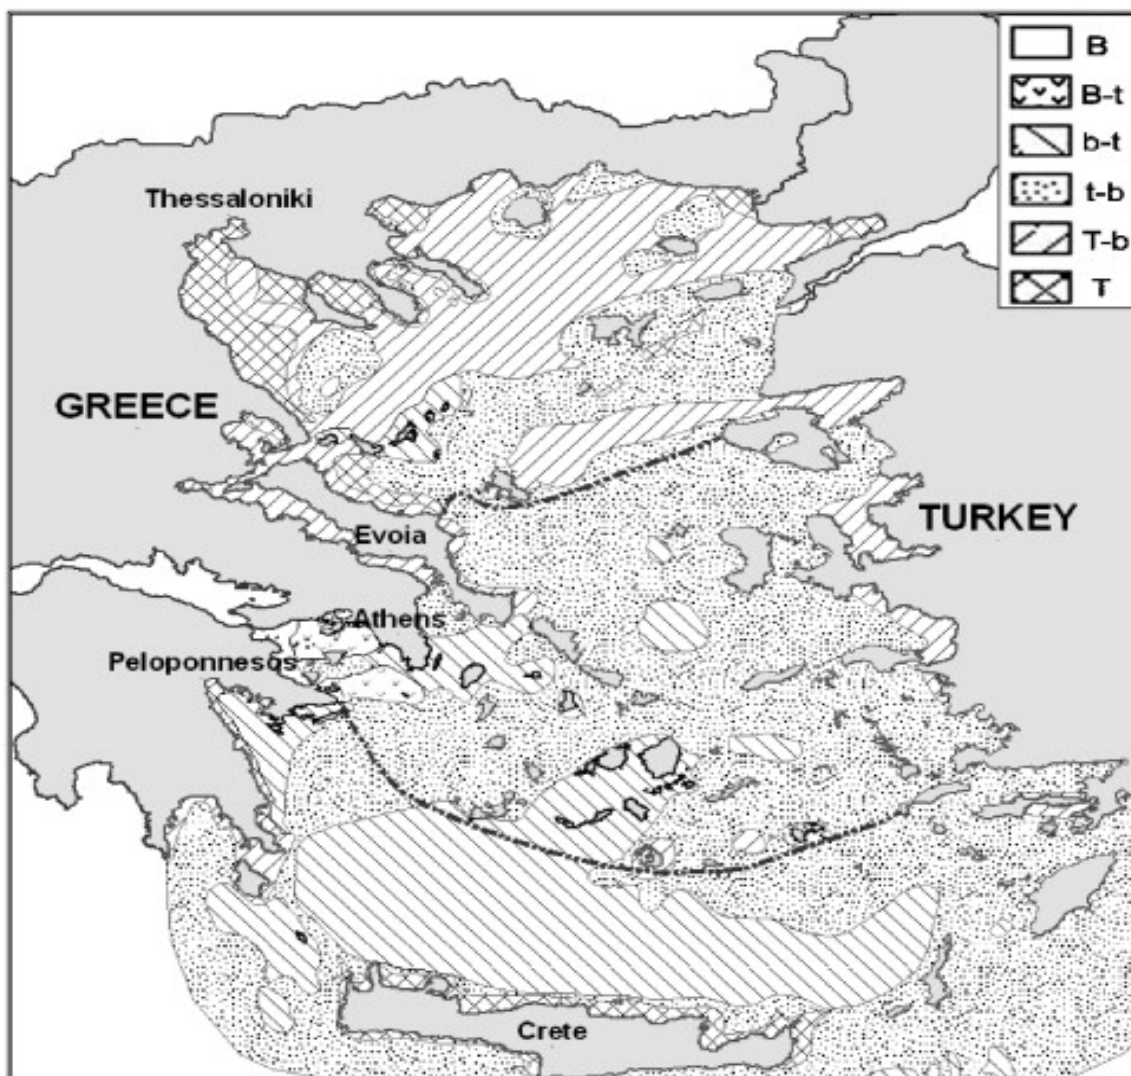 B
B-t
b-t
t-b
T-b
T
Thessaloniki
GREECE
TURKEY
Evoia
Athens
Peloponnesos
Crete